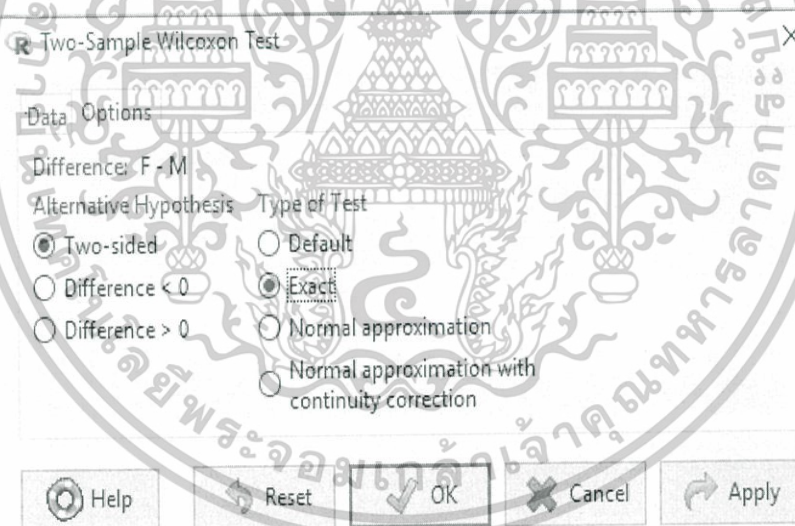 R Two-Sample Wilcoxon Test
Data Options
Difference: F - M
Alternative Hypothesis Type of Test
Two-sided Default
Difference < 0 Exact
Difference > 0 Normal approximation
Normal approximation with
continuity correction
Help Reset OK Cancel Apply